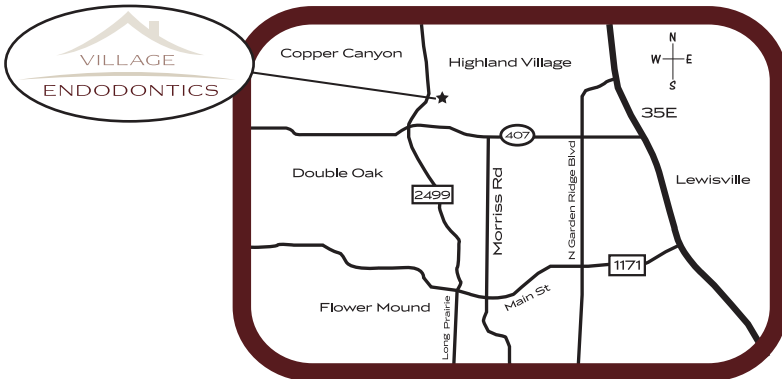 VILLAGE
ENDODONTICS
Copper Canyon
Highland Village
N
W
E
S
35E
407
Double Oak
2499
Morriss Rd
N Garden Ridge Blvd
Lewisville
1171
Flower Mound
Long Prairie
Main St